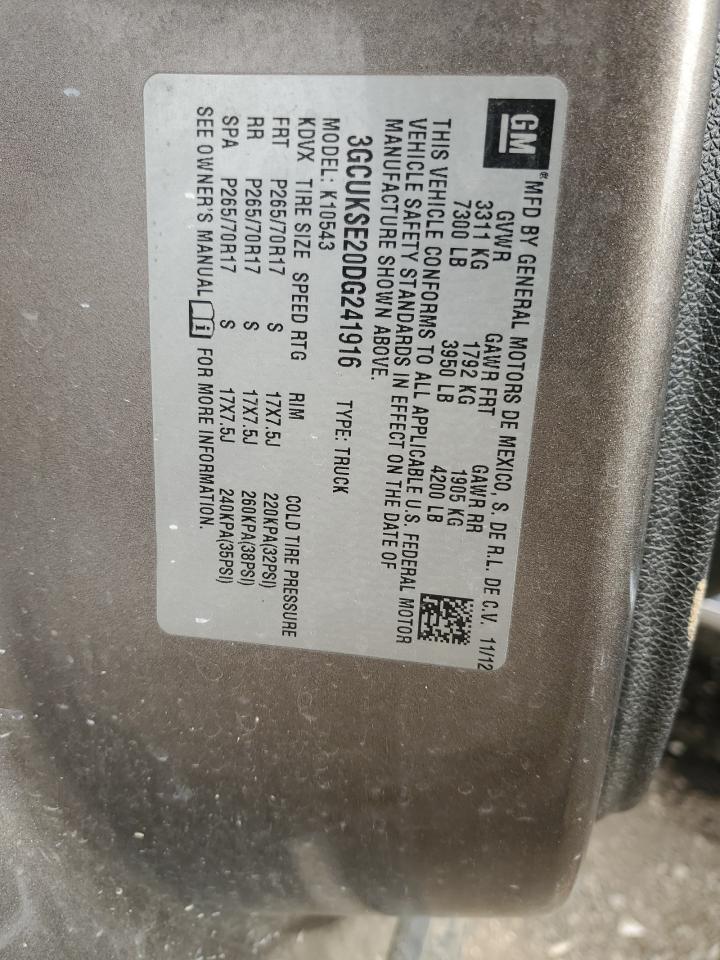 GM® MFD BY GENERAL MOTORS DE MEXICO, S. DE R.L. DE C.V. 11/12
GVWR GAWR FRT GAWR RR
3311 KG 1792 KG 1905 KG
7300 LB 3950 LB 4200 LB
THIS VEHICLE CONFORMS TO ALL APPLICABLE U.S. FEDERAL MOTOR
VEHICLE SAFETY STANDARDS IN EFFECT ON THE DATE OF
MANUFACTURE SHOWN ABOVE.
3GCUKSE20DG241916 TYPE: TRUCK
MODEL: K10543
KDVX TIRE SIZE SPEED RTG RIM COLD TIRE PRESSURE
FRT P265/70R17 S 17X7.5J 220KPA(32PSI)
RR P265/70R17 S 17X7.5J 260KPA(38PSI)
SPA P265/70R17 S 17X7.5J 240KPA(35PSI)
SEE OWNER'S MANUAL i FOR MORE INFORMATION.